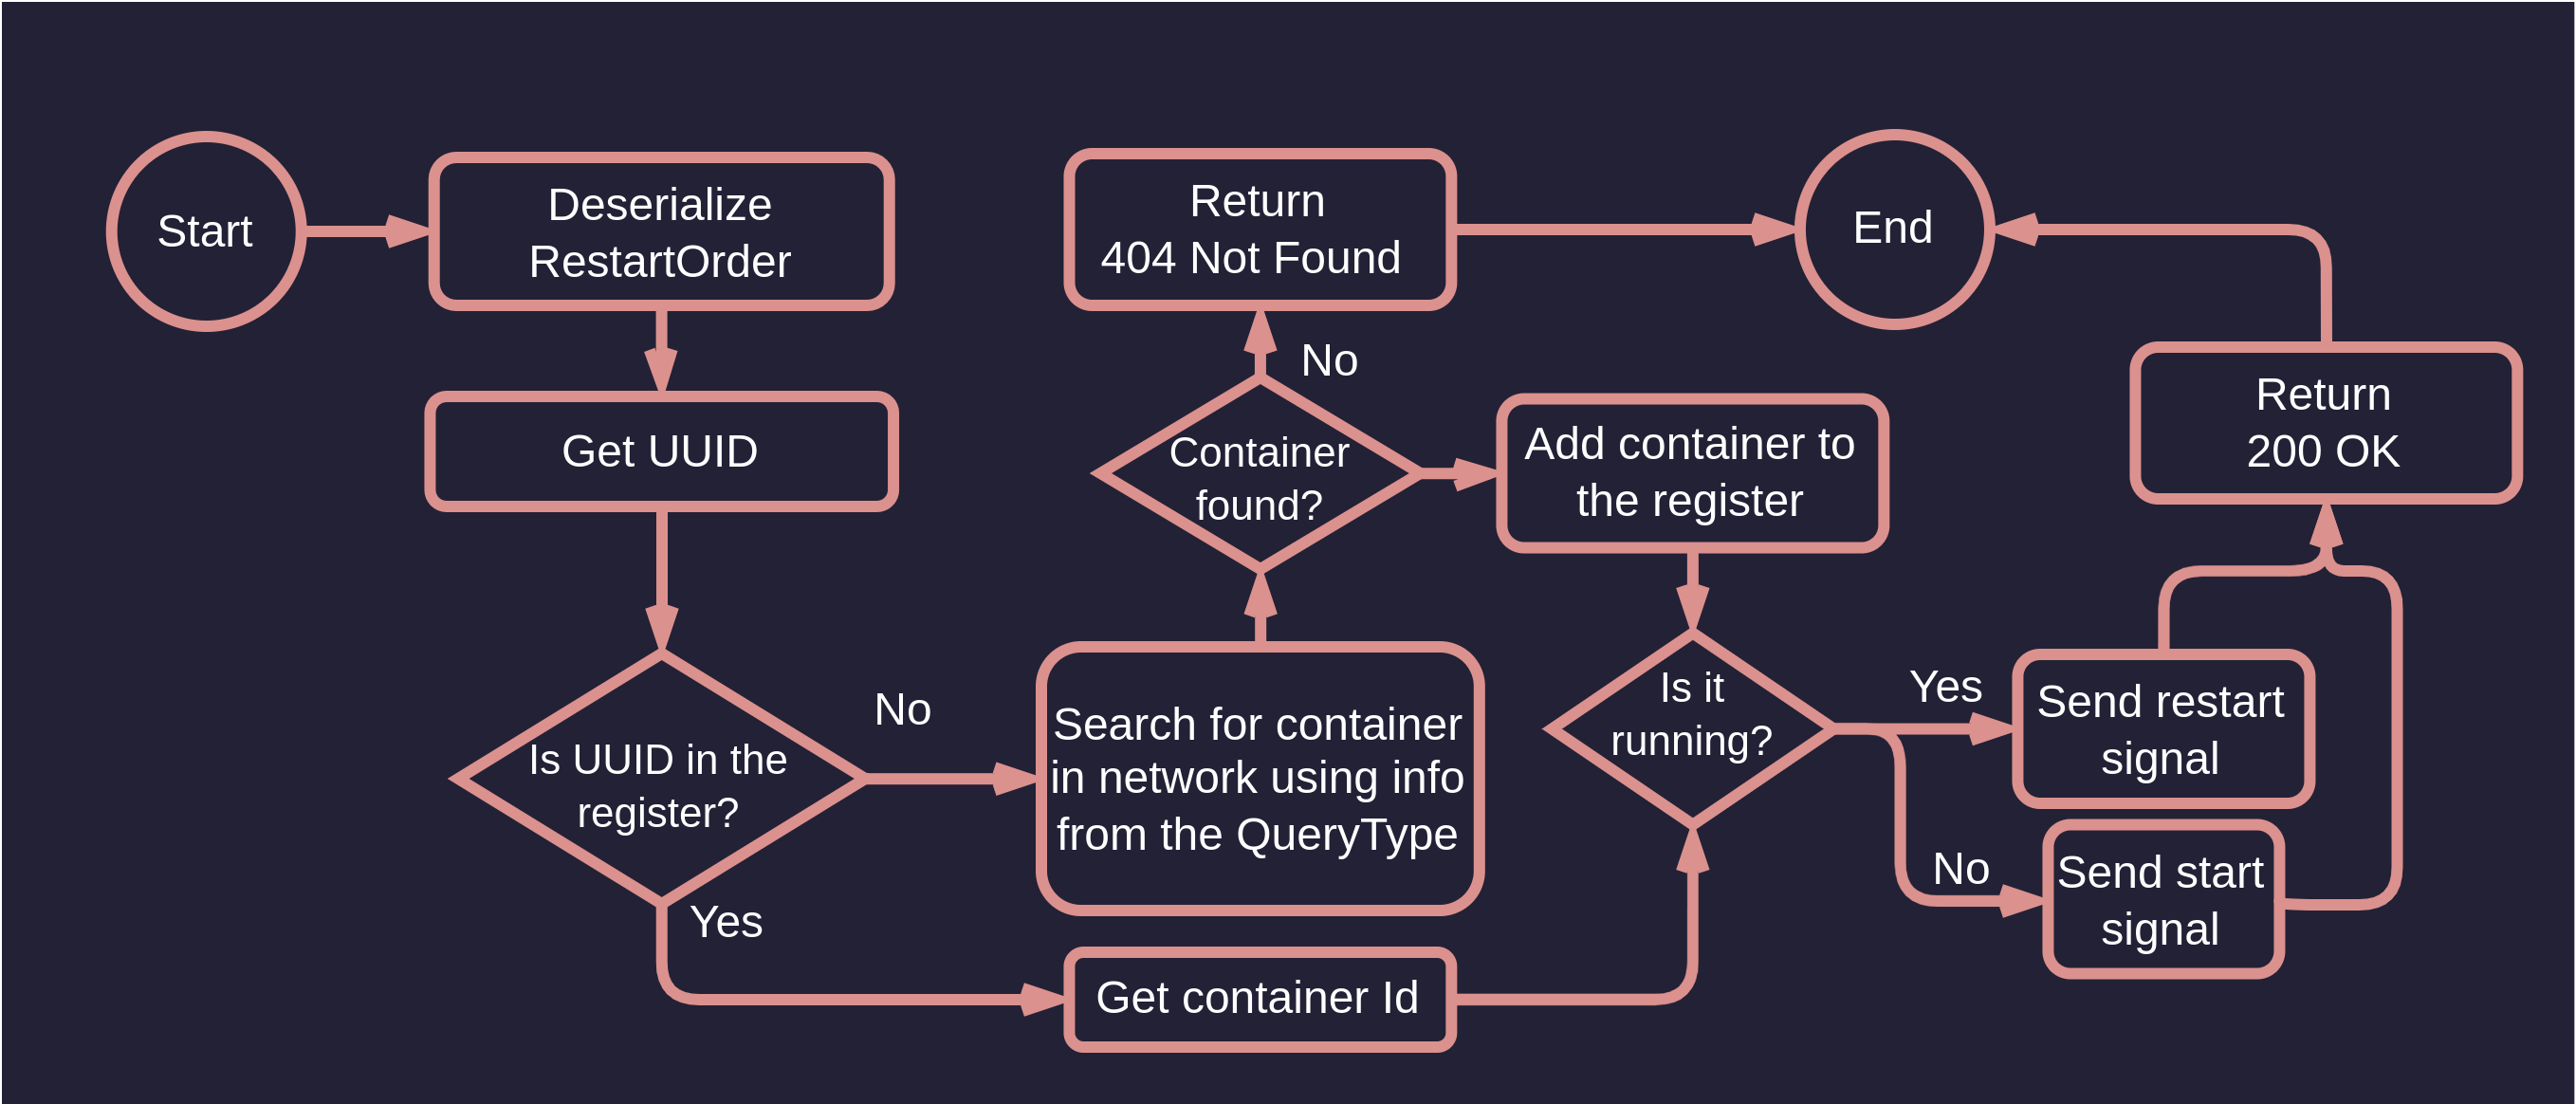 Start
Deserialize
RestartOrder
Get UUID
Is UUID in the
register?
No
Yes
Search for container
in network using info
from the QueryType
Get container Id
Container
found?
No
Return
404 Not Found
Add container to
the register
Is it
running?
Yes
No
Send restart
signal
Send start
signal
Return
200 OK
End